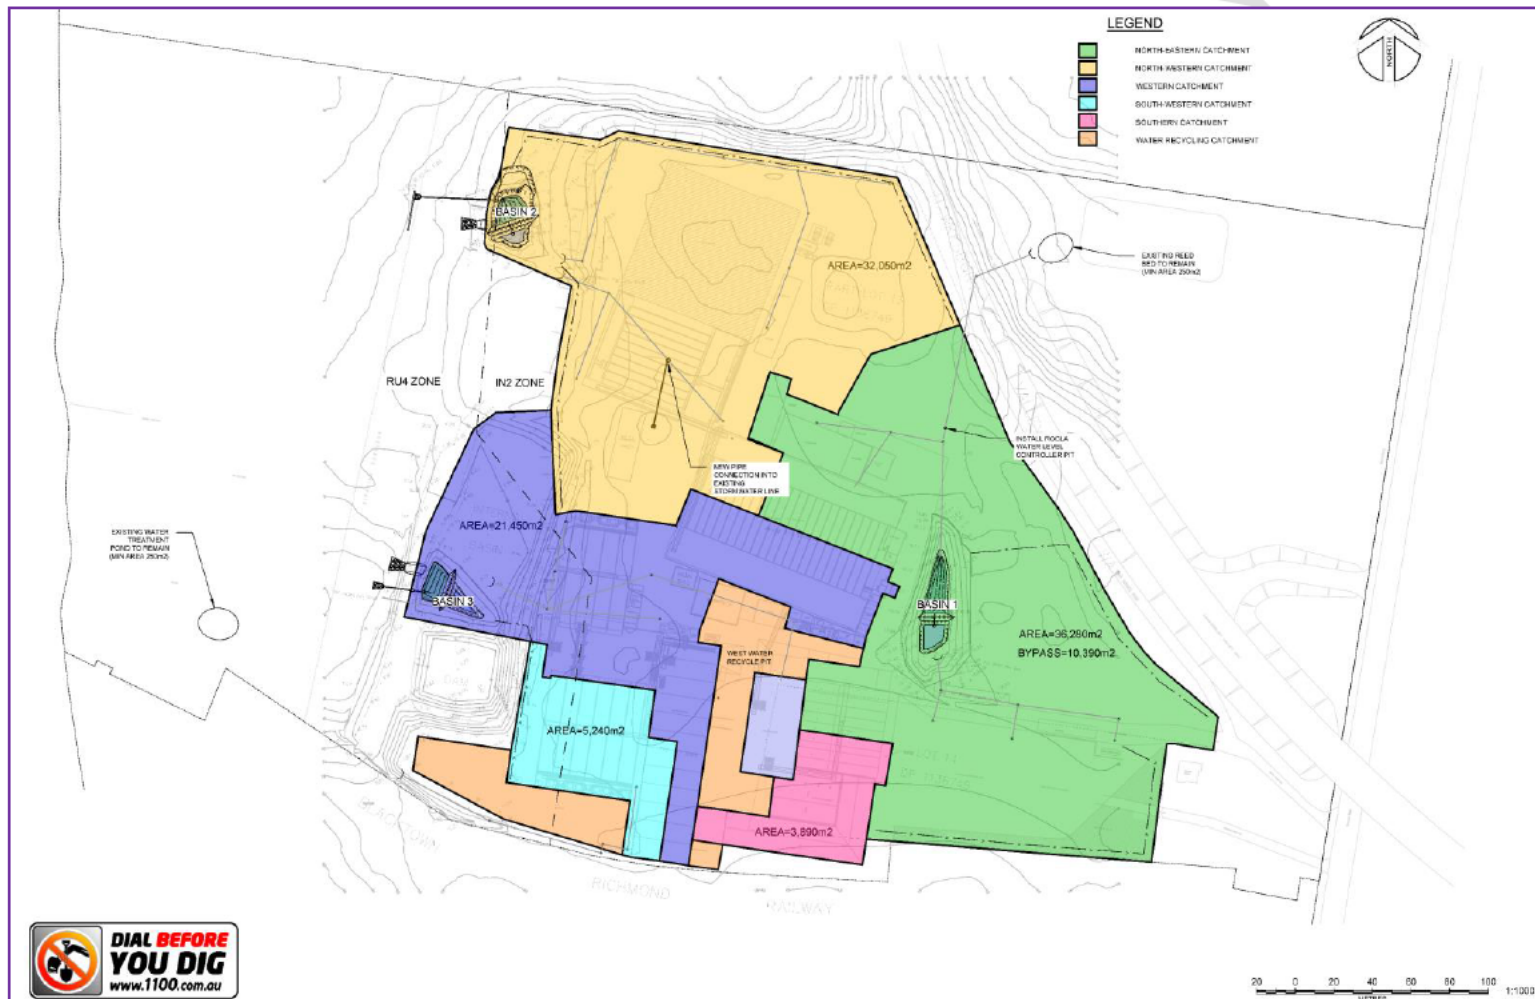 LEGEND
NORTH-EASTERN CATCHMENT
NORTH-WESTERN CATCHMENT
WESTERN CATCHMENT
SOUTH-WESTERN CATCHMENT
SOUTHERN CATCHMENT
WATER RECYCLING CATCHMENT
NORTH
BASIN 2
AREA=32,050m2
EXISTING REED
BED TO REMAIN
(MIN AREA 250m2)
RU4 ZONE
IN2 ZONE
INSTALL ROCLA
WATER LEVEL
CONTROLLER PIT
NEW PIPE
CONNECTION INTO
EXISTING
STORMWATER LINE
AREA=21,450m2
EXISTING WATER
TREATMENT
POND TO REMAIN
(MIN AREA 250m2)
BASIN 3
BASIN 1
AREA=36,280m2
BYPASS=10,390m2
WEST WATER
RECYCLE PIT
AREA=5,240m2
AREA=3,890m2
BLACKTOWN
RICHMOND
RAILWAY
DIAL BEFORE
YOU DIG
www.1100.com.au
20 0 20 40 60 80 100
METRES
1:1000